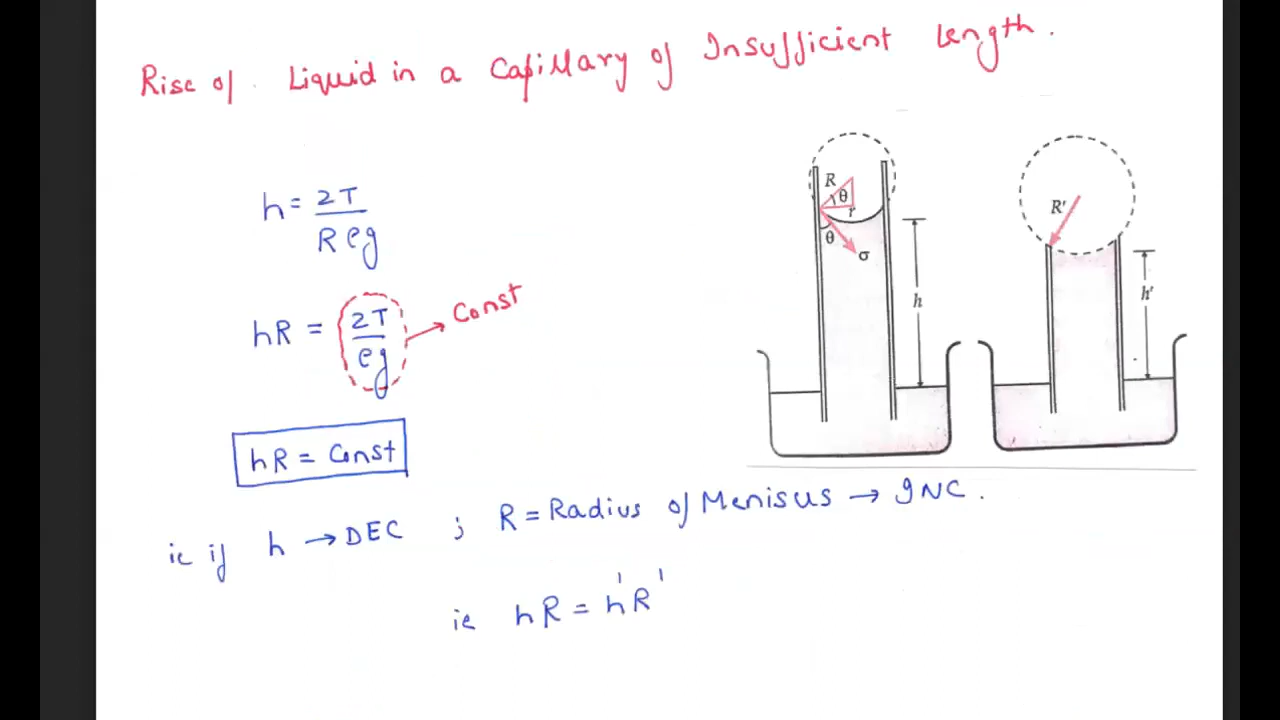 Rise of Liquid in a Capillary of Insufficient Length.
h = 2T / Rρg
hR = 2T / ρg → Const
hR = Const
ie if h → DEC ; R = Radius of Menisus → INC.
ie hR = h'R'
R
θ
r
θ
σ
h
R'
h'